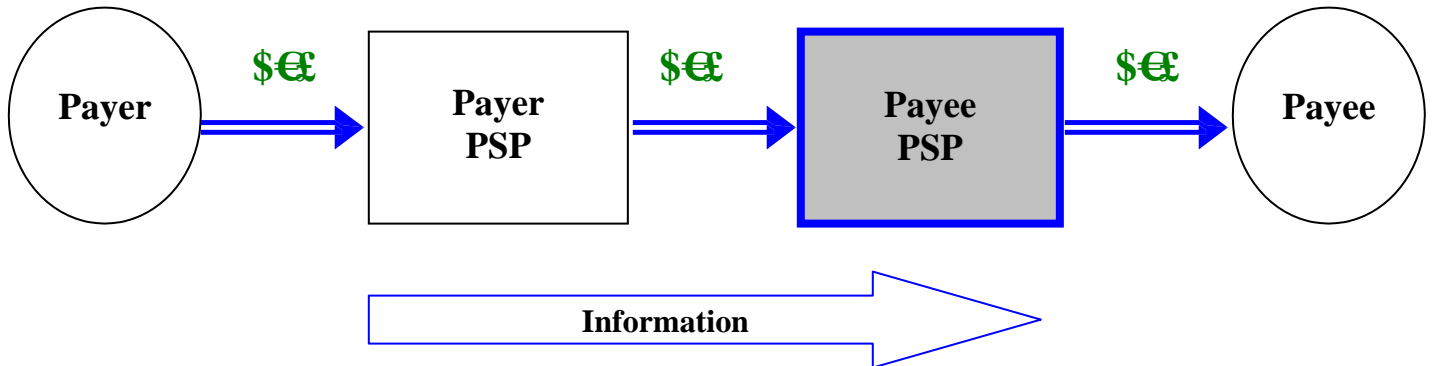 $€£ $€£ $€£
Payer
Payer
PSP
Payee
PSP
Payee
Information